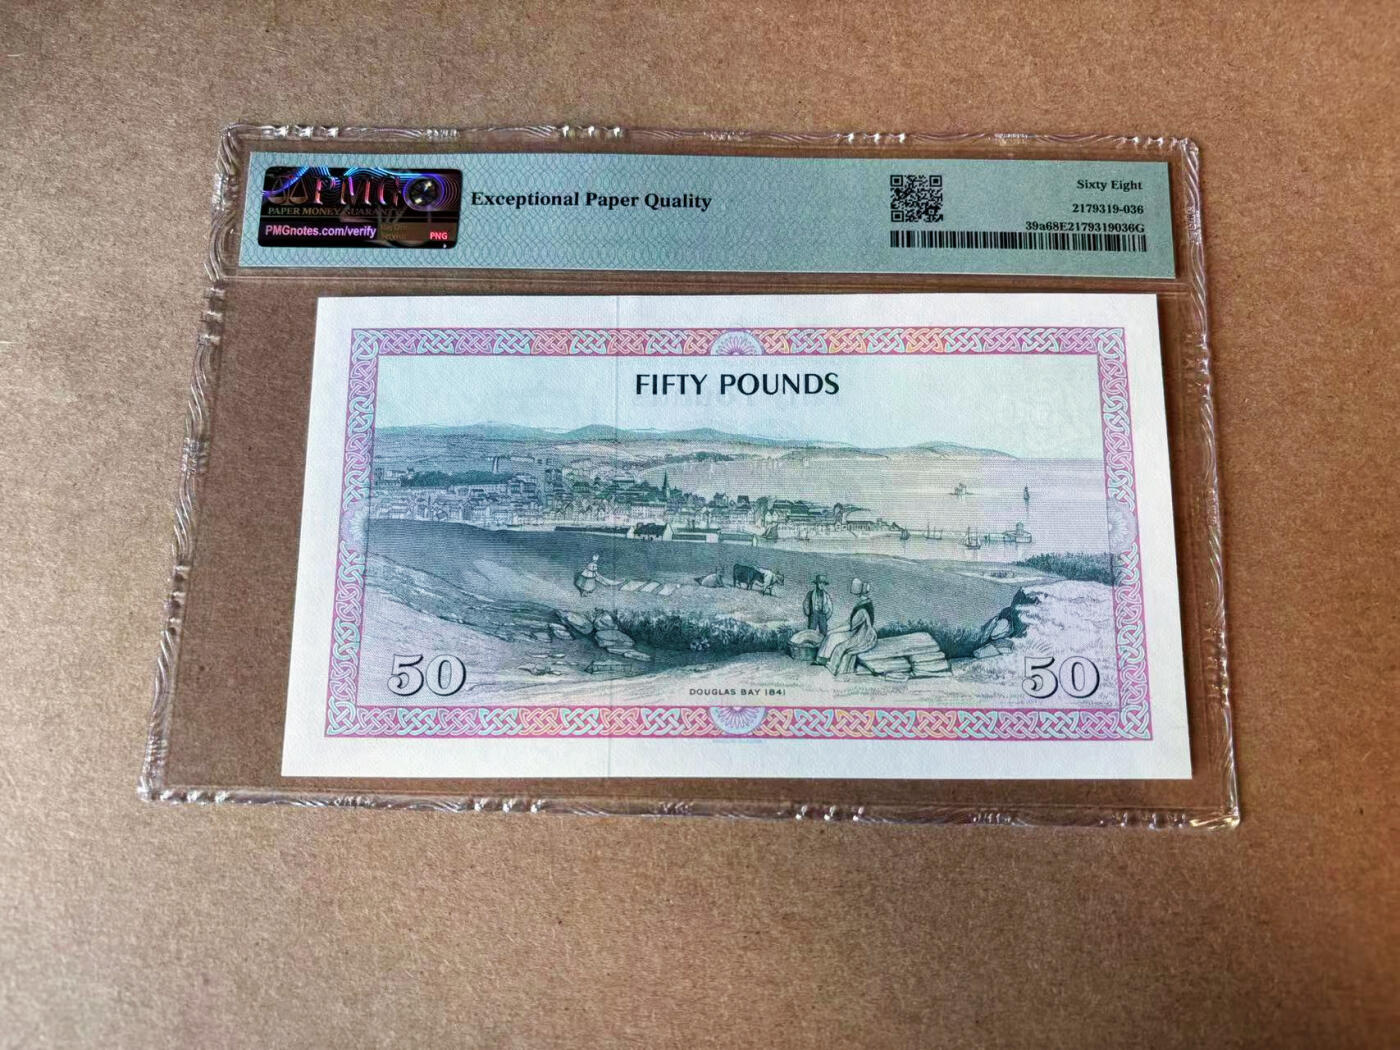 PMG
PAPER MONEY GUARANTY
PMGnotes.com/verify
PNG
Exceptional Paper Quality
Sixty Eight
2179319-036
39a68E2179319036G
FIFTY POUNDS
50
DOUGLAS BAY 1841
50